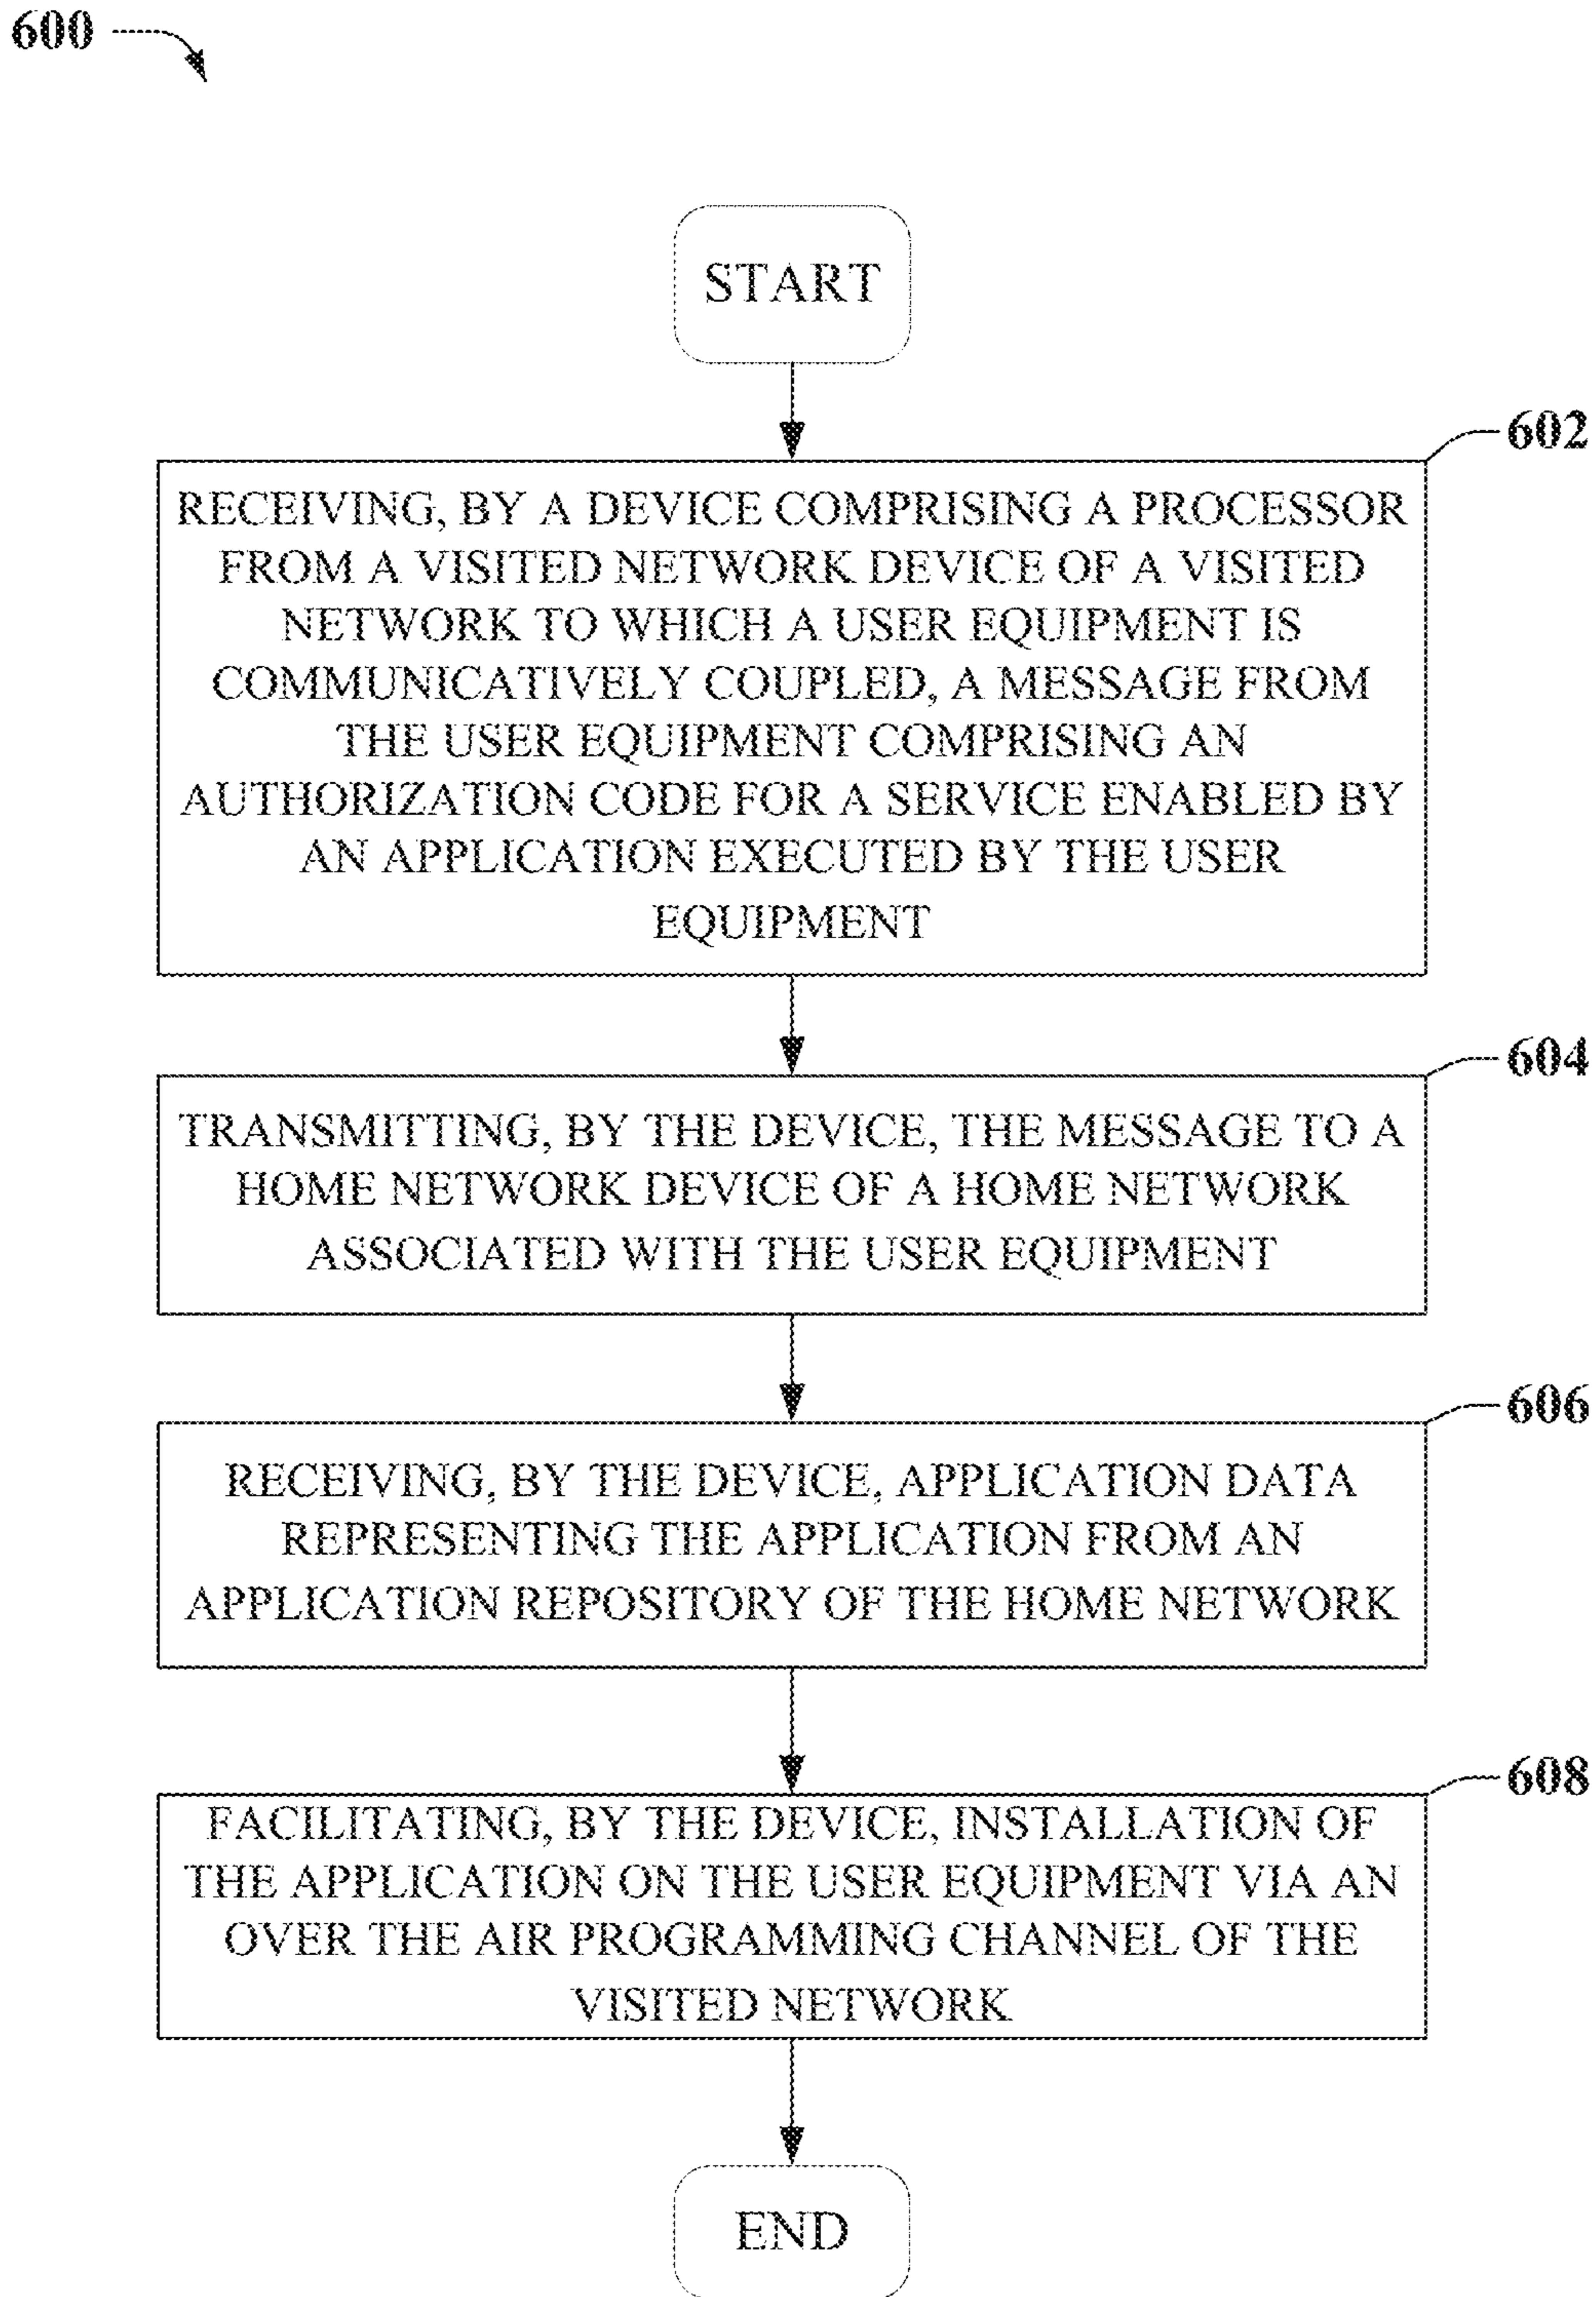 600
START
602
RECEIVING, BY A DEVICE COMPRISING A PROCESSOR
FROM A VISITED NETWORK DEVICE OF A VISITED
NETWORK TO WHICH A USER EQUIPMENT IS
COMMUNICATIVELY COUPLED, A MESSAGE FROM
THE USER EQUIPMENT COMPRISING AN
AUTHORIZATION CODE FOR A SERVICE ENABLED BY
AN APPLICATION EXECUTED BY THE USER
EQUIPMENT
604
TRANSMITTING, BY THE DEVICE, THE MESSAGE TO A
HOME NETWORK DEVICE OF A HOME NETWORK
ASSOCIATED WITH THE USER EQUIPMENT
606
RECEIVING, BY THE DEVICE, APPLICATION DATA
REPRESENTING THE APPLICATION FROM AN
APPLICATION REPOSITORY OF THE HOME NETWORK
608
FACILITATING, BY THE DEVICE, INSTALLATION OF
THE APPLICATION ON THE USER EQUIPMENT VIA AN
OVER THE AIR PROGRAMMING CHANNEL OF THE
VISITED NETWORK
END